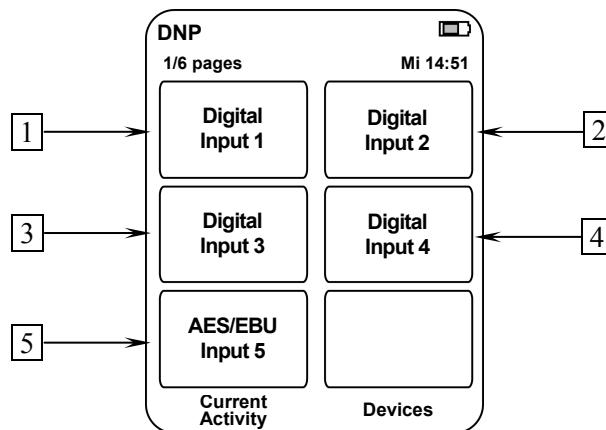 DNP
1/6 pages Mi 14:51
1
Digital
Input 1
Digital
Input 2
2
3
Digital
Input 3
Digital
Input 4
4
5
AES/EBU
Input 5
Current
Activity
Devices